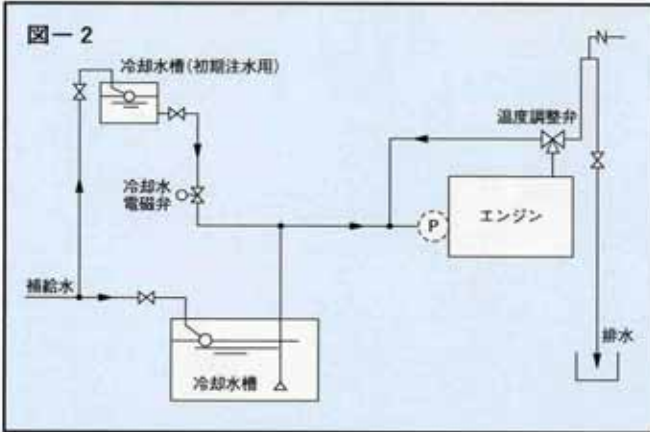 図－2
冷却水槽(初期注水用)
温度調整弁
冷却水
電磁弁
P
エンジン
補給水
冷却水槽
排水